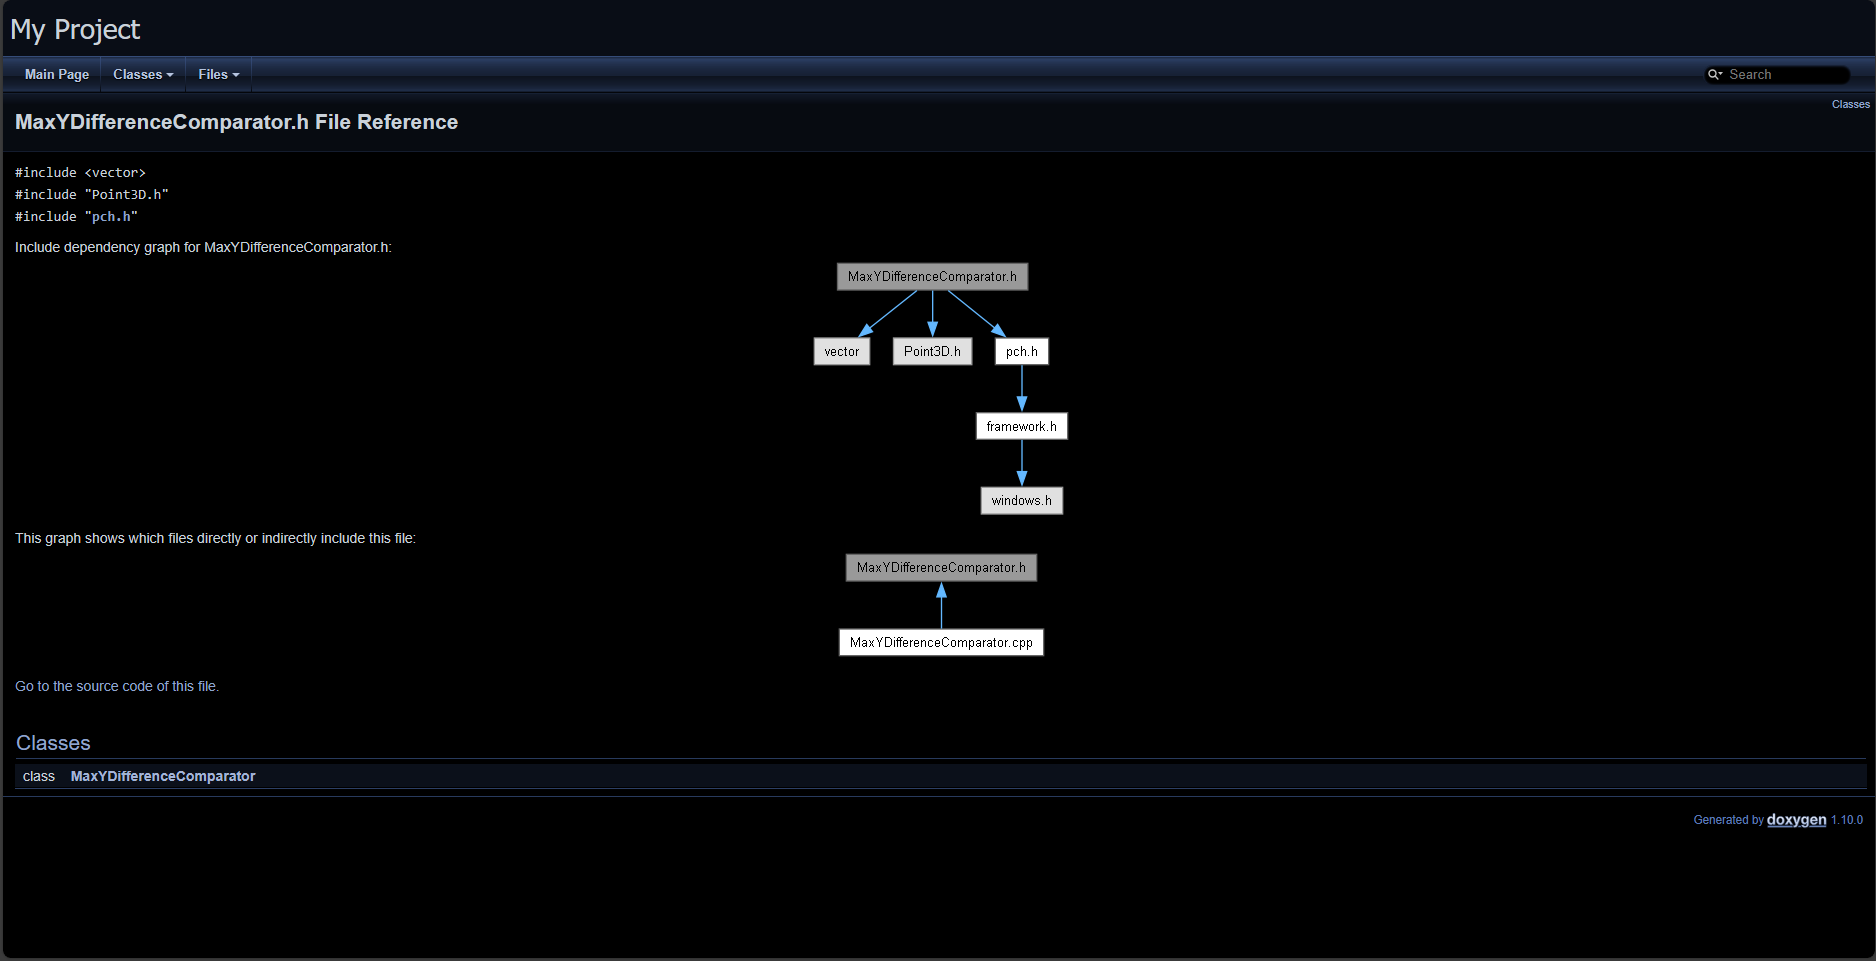 My Project
Main Page Classes Files Search
Classes
MaxYDifferenceComparator.h File Reference
#include <vector>
#include "Point3D.h"
#include "pch.h"
Include dependency graph for MaxYDifferenceComparator.h:
MaxYDifferenceComparator.h
vector Point3D.h pch.h
framework.h
windows.h
This graph shows which files directly or indirectly include this file:
MaxYDifferenceComparator.h
MaxYDifferenceComparator.cpp
Go to the source code of this file.
Classes
class MaxYDifferenceComparator
Generated by doxygen 1.10.0